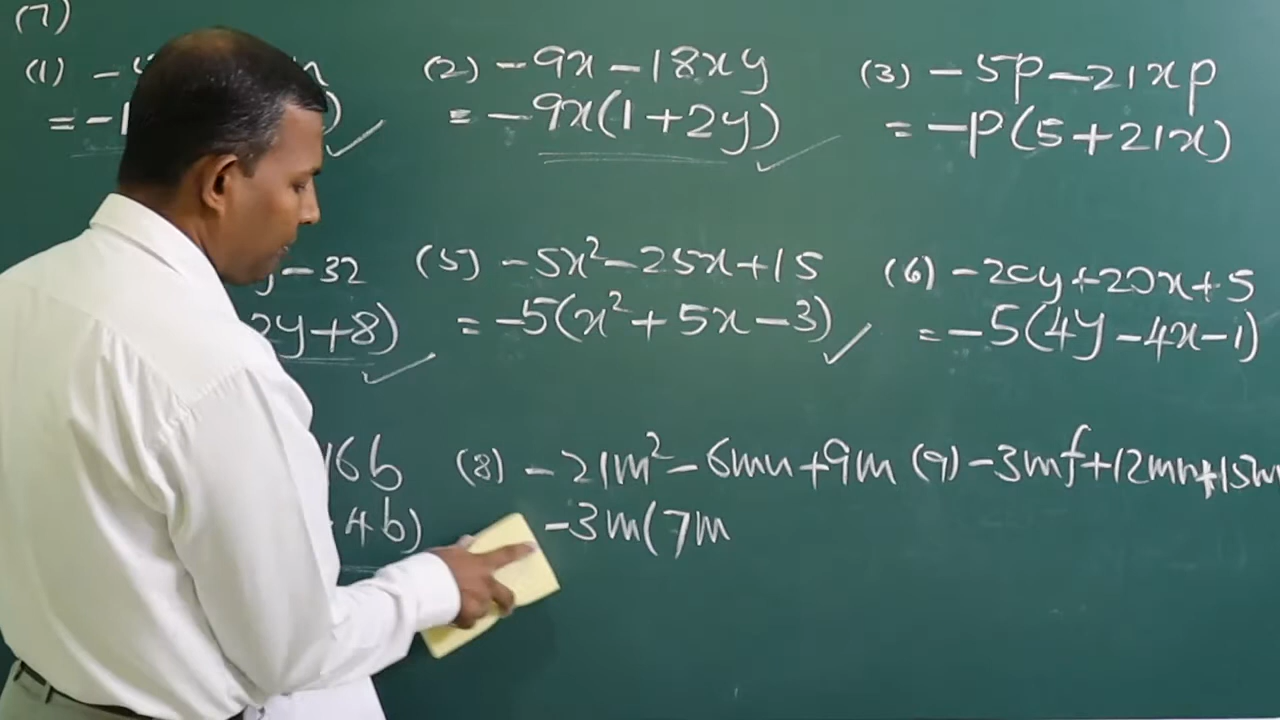 (7)
(1) -
= -1 )
(2) -9x - 18xy
= -9x(1+2y)
(3) -5p - 21xp
= -p(5+21x)
y - 32
2y+8)
(5) -5x² - 25x + 15
= -5(x² + 5x - 3)
(6) -20y + 20x + 5
= -5(4y - 4x - 1)
16b
4b)
(8) -21m² - 6mn + 9m
-3m(7m
(9) -3mf + 12mn + 15m